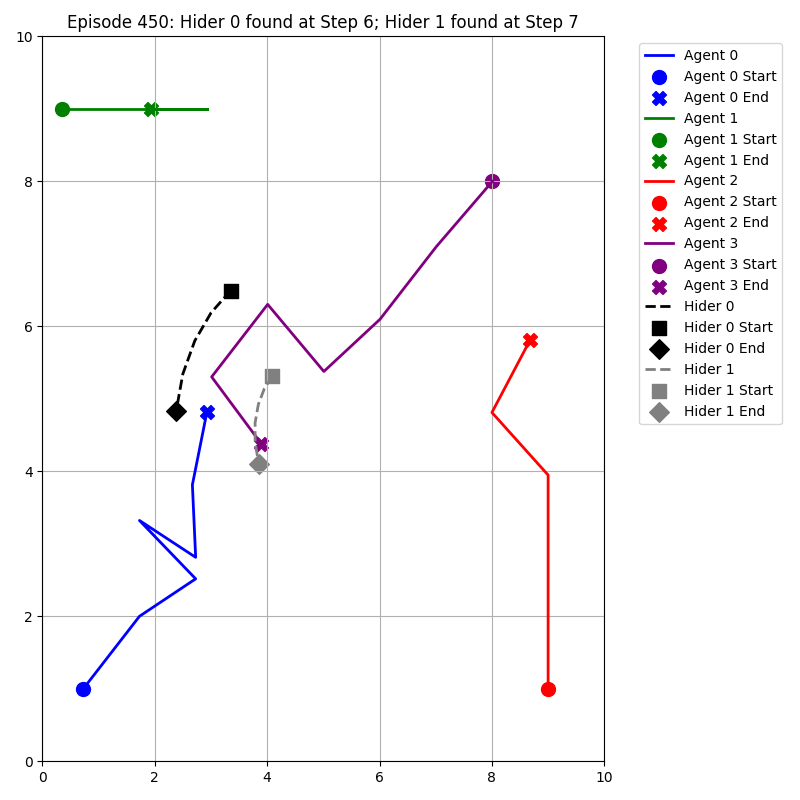 Episode 450: Hider 0 found at Step 6; Hider 1 found at Step 7
10
8
6
4
2
0
0
2
4
6
8
10
Agent 0
Agent 0 Start
Agent 0 End
Agent 1
Agent 1 Start
Agent 1 End
Agent 2
Agent 2 Start
Agent 2 End
Agent 3
Agent 3 Start
Agent 3 End
Hider 0
Hider 0 Start
Hider 0 End
Hider 1
Hider 1 Start
Hider 1 End